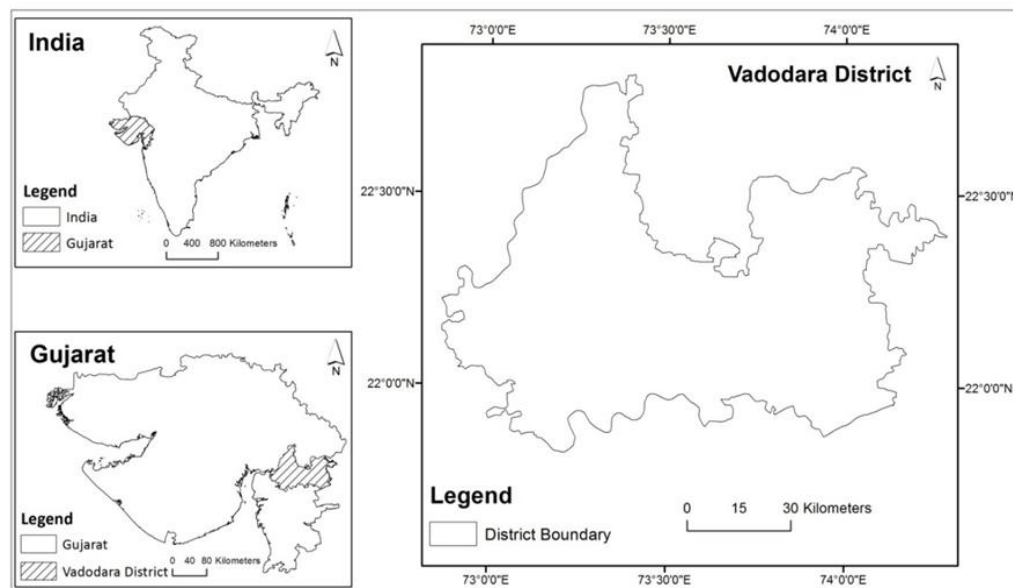 India
N
Legend
India
Gujarat
0 400 800 Kilometers
Gujarat
N
Legend
Gujarat
Vadodara District
0 40 80 Kilometers
73°0'0"E 73°30'0"E 74°0'0"E
Vadodara District
N
22°30'0"N 22°30'0"N
22°0'0"N 22°0'0"N
Legend
District Boundary
0 15 30 Kilometers
73°0'0"E 73°30'0"E 74°0'0"E